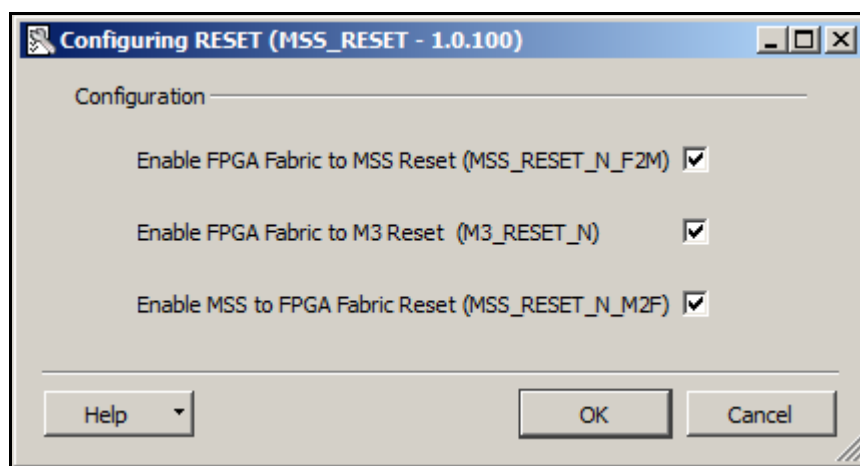 Configuring RESET (MSS_RESET - 1.0.100)
Configuration
Enable FPGA Fabric to MSS Reset (MSS_RESET_N_F2M)
Enable FPGA Fabric to M3 Reset (M3_RESET_N)
Enable MSS to FPGA Fabric Reset (MSS_RESET_N_M2F)
Help OK Cancel